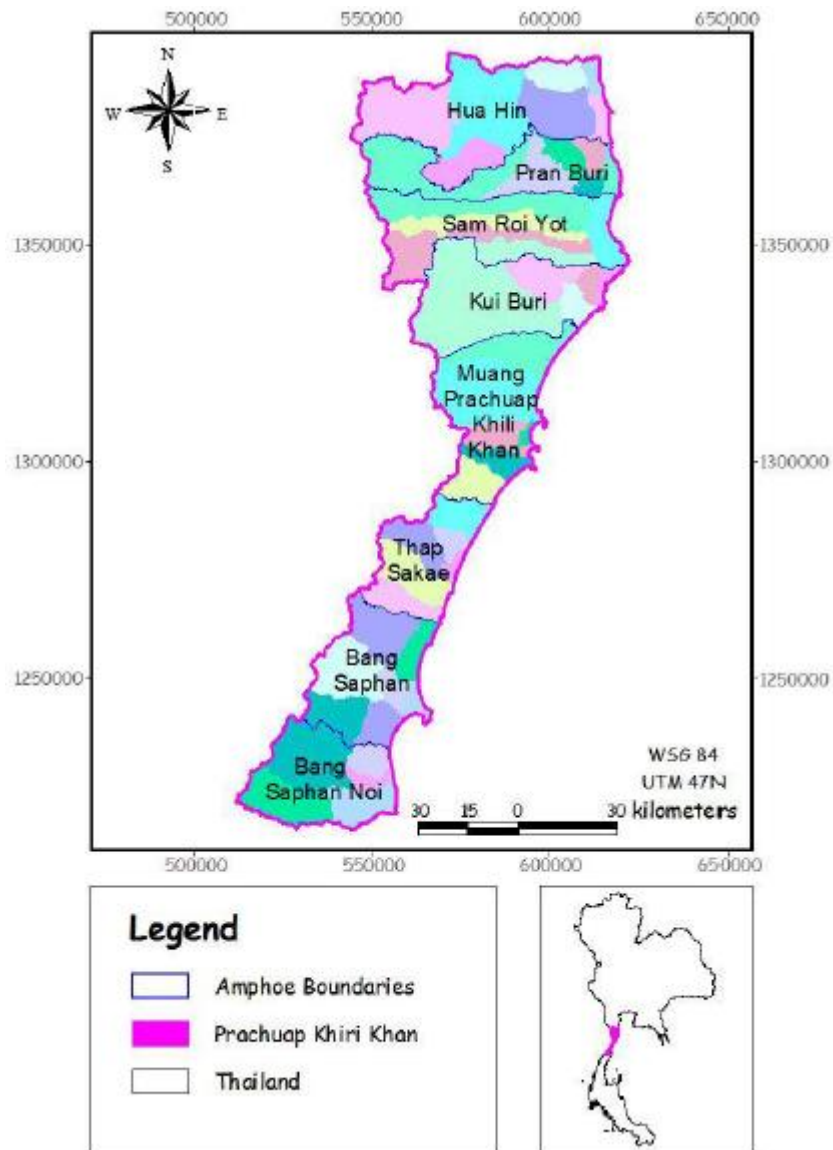 500000 550000 600000 650000
N
W E
S
Hua Hin
Pran Buri
Sam Roi Yot
1350000 1350000
Kui Buri
Muang
Prachuap
Khili
Khan
1300000 1300000
Thap
Sakae
Bang
Saphan
1250000 1250000
Bang
Saphan Noi
WSG 84
UTM 47N
30 15 0 30 kilometers
500000 550000 600000 650000
Legend
Amphoe Boundaries
Prachuap Khiri Khan
Thailand